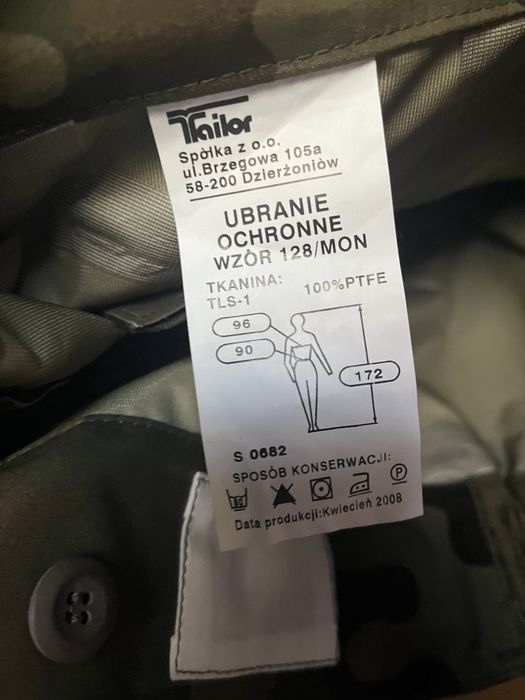 Tailor
Spółka z o.o.
ul.Brzegowa 105a
58-200 Dzierżoniów
UBRANIE
OCHRONNE
WZÓR 128/MON
TKANINA:
TLS-1 100%PTFE
96
90
172
S 0682
SPOSÓB KONSERWACJI:
P
Data produkcji:Kwiecień 2008